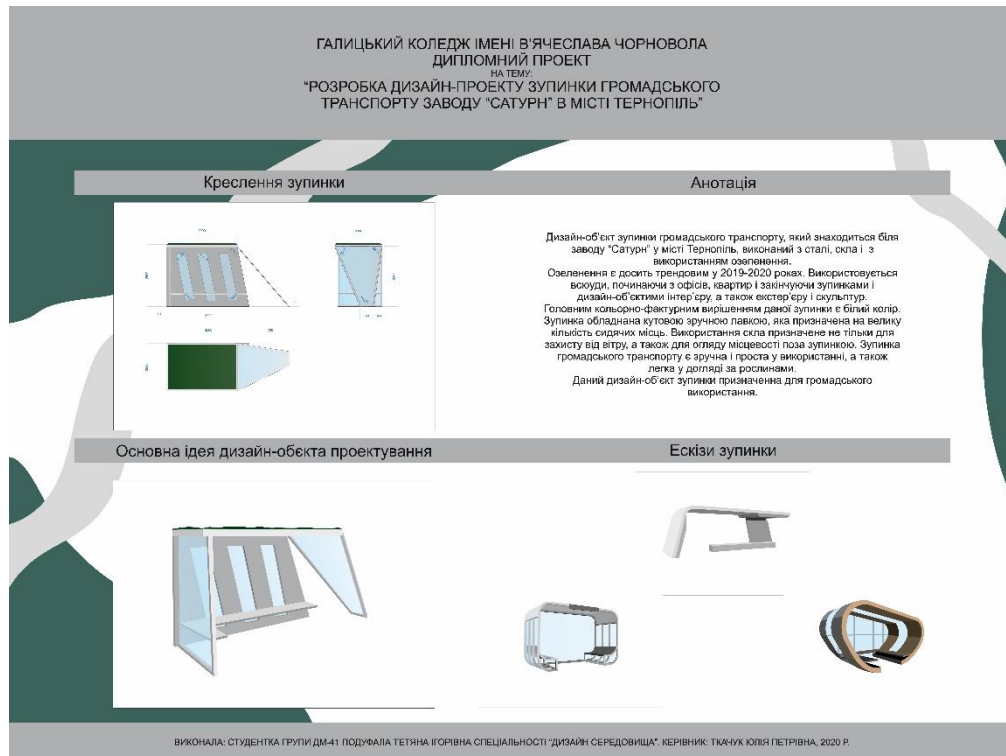 ГАЛИЦЬКИЙ КОЛЕДЖ ІМЕНІ В'ЯЧЕСЛАВА ЧОРНОВОЛА
ДИПЛОМНИЙ ПРОЕКТ
НА ТЕМУ:
“РОЗРОБКА ДИЗАЙН-ПРОЕКТУ ЗУПИНКИ ГРОМАДСЬКОГО
ТРАНСПОРТУ ЗАВОДУ “САТУРН” В МІСТІ ТЕРНОПІЛЬ”
Креслення зупинки
Анотація
Дизайн-об'єкт зупинки громадського транспорту, який знаходиться біля
заводу “Сатурн” у місті Тернопіль, виконаний з сталі, скла і з
використанням озеленення.
Озеленення є досить трендовим у 2019-2020 роках. Використовується
всюди, починаючи з офісів, квартир і закінчуючи зупинками і
дизайн-об'єктими інтер'єру, а також екстер'єру і скульптур.
Головним кольорно-фактурним вирішенням даної зупинки є білий колір.
Зупинка обладнана кутовою зручною лавкою, яка призначена на велику
кількість сидячих місць. Використання скла призначене не тільки для
захисту від вітру, а також для огляду місцевості поза зупинкою. Зупинка
громадського транспорту є зручна і проста у використанні, а також
легка у догляді за рослинами.
Даний дизайн-об'єкт зупинки призначенна для громадського
використання.
Основна ідея дизайн-обєкта проектування
Ескізи зупинки
ВИКОНАЛА: СТУДЕНТКА ГРУПИ ДМ-41 ПОДУФАЛА ТЕТЯНА ІГОРІВНА СПЕЦІАЛЬНОСТІ “ДИЗАЙН СЕРЕДОВИЩА”. КЕРІВНИК: ТКАЧУК ЮЛІЯ ПЕТРІВНА, 2020 Р.